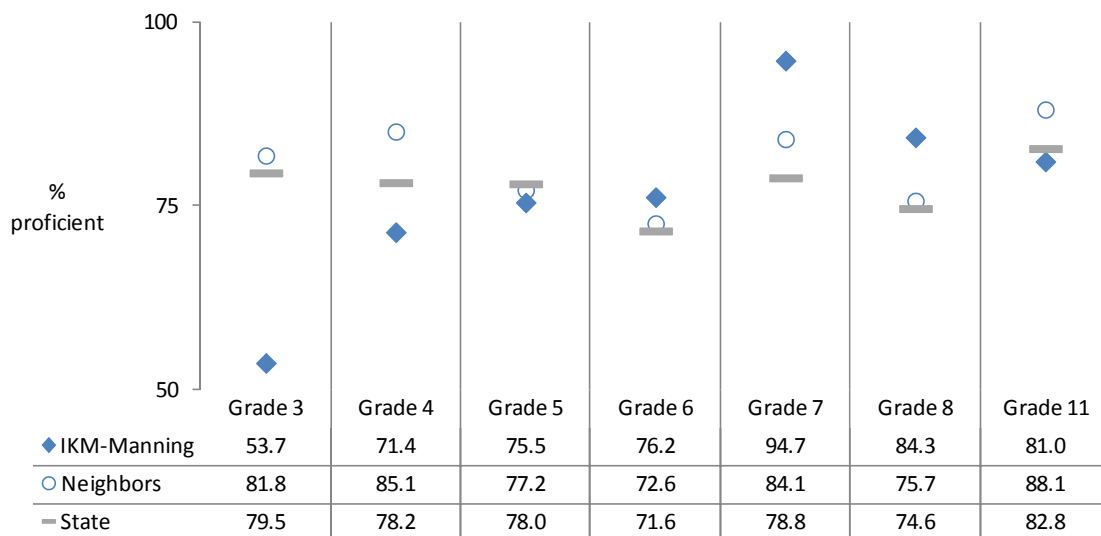 100
75
50
%
proficient
Grade 3 Grade 4 Grade 5 Grade 6 Grade 7 Grade 8 Grade 11
IKM-Manning 53.7 71.4 75.5 76.2 94.7 84.3 81.0
Neighbors 81.8 85.1 77.2 72.6 84.1 75.7 88.1
State 79.5 78.2 78.0 71.6 78.8 74.6 82.8